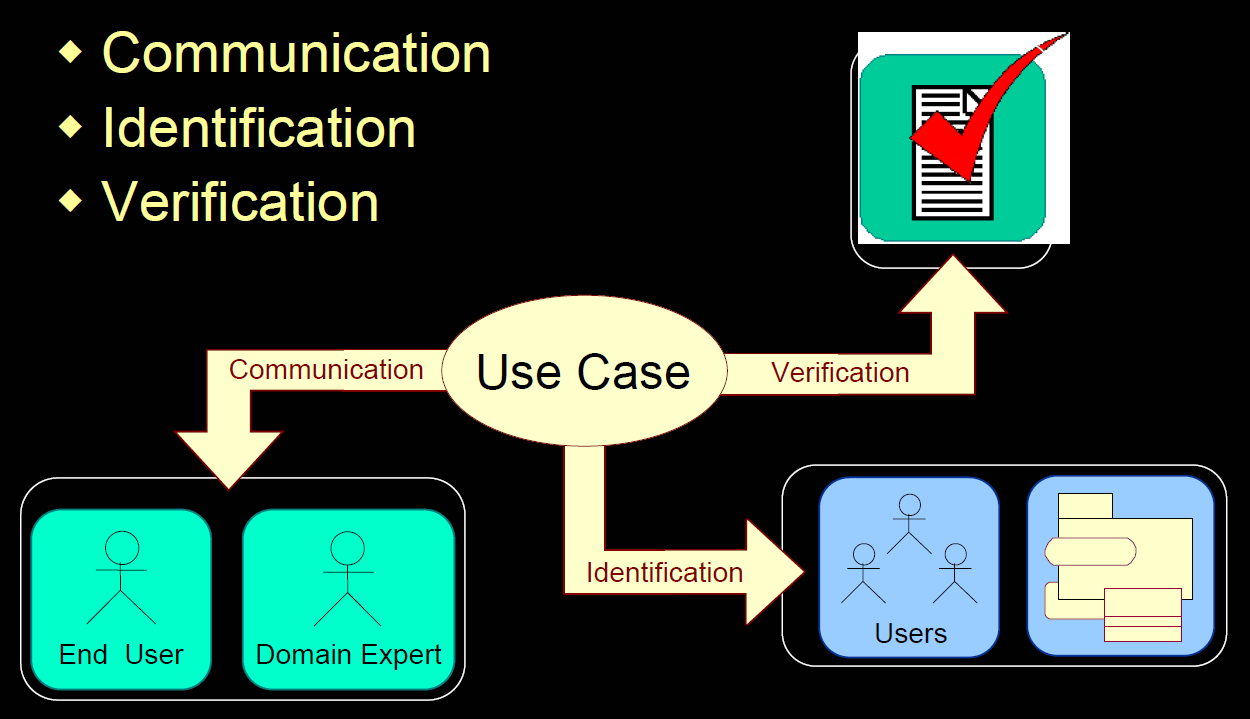 Communication
Identification
Verification
Communication
Use Case
Verification
Identification
End User
Domain Expert
Users